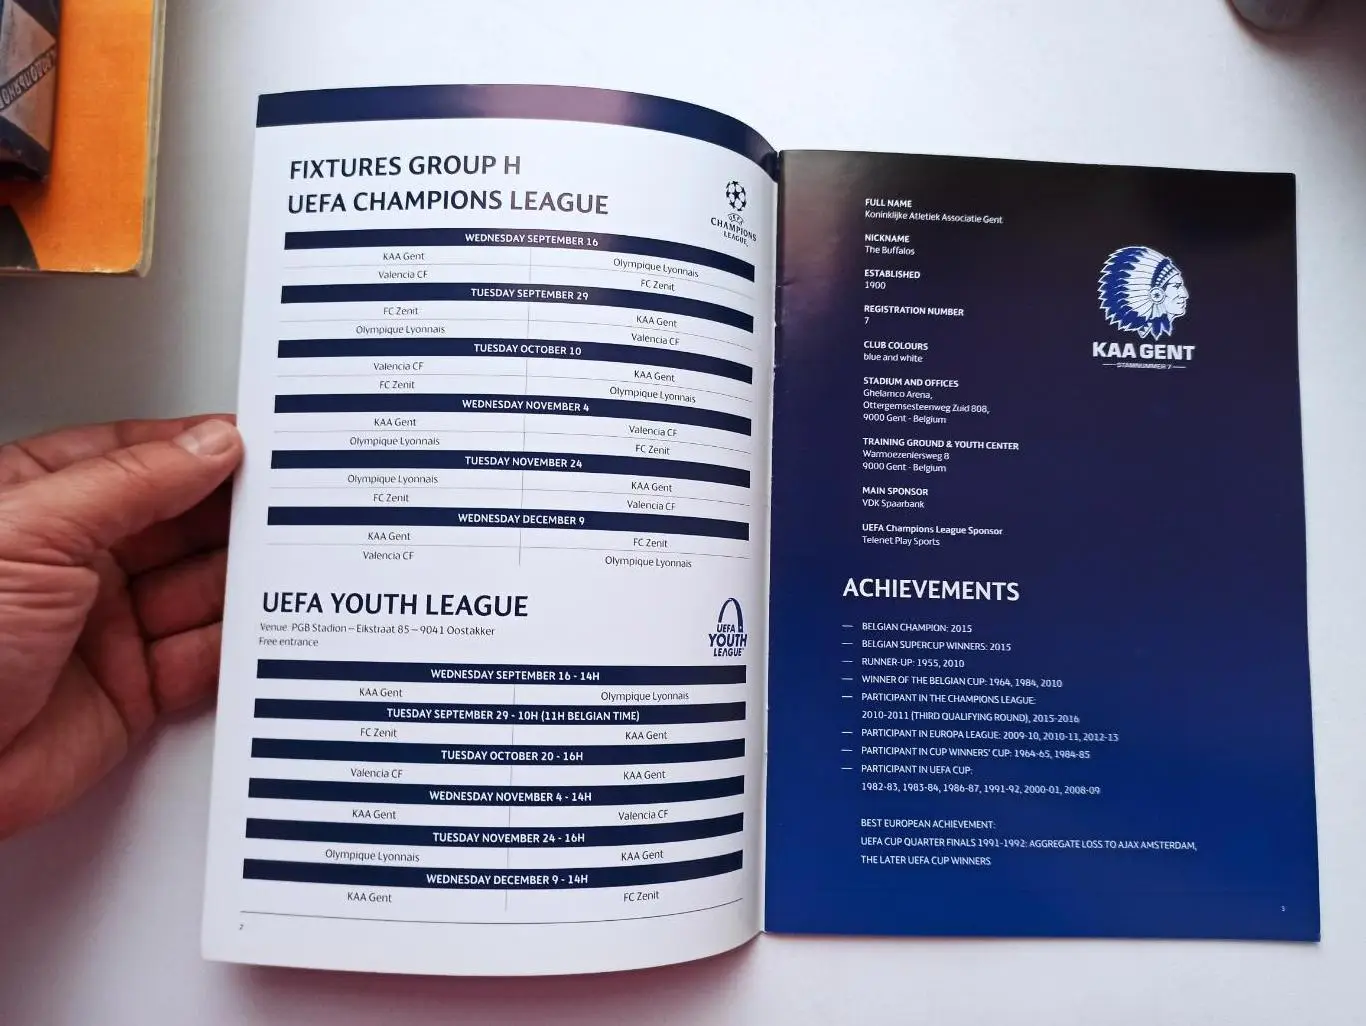 FIXTURES GROUP H
UEFA CHAMPIONS LEAGUE
UEFA
CHAMPIONS
LEAGUE
WEDNESDAY SEPTEMBER 16
KAA Gent Olympique Lyonnais
Valencia CF FC Zenit
TUESDAY SEPTEMBER 29
FC Zenit KAA Gent
Olympique Lyonnais Valencia CF
TUESDAY OCTOBER 10
Valencia CF KAA Gent
FC Zenit Olympique Lyonnais
WEDNESDAY NOVEMBER 4
KAA Gent Valencia CF
Olympique Lyonnais FC Zenit
TUESDAY NOVEMBER 24
Olympique Lyonnais KAA Gent
FC Zenit Valencia CF
WEDNESDAY DECEMBER 9
KAA Gent FC Zenit
Valencia CF Olympique Lyonnais
UEFA YOUTH LEAGUE
Venue: PGB Stadion – Eikstraat 85 – 9041 Oostakker
Free entrance
UEFA
YOUTH
LEAGUE
WEDNESDAY SEPTEMBER 16 - 14H
KAA Gent Olympique Lyonnais
TUESDAY SEPTEMBER 29 - 10H (11H BELGIAN TIME)
FC Zenit KAA Gent
TUESDAY OCTOBER 20 - 16H
Valencia CF KAA Gent
WEDNESDAY NOVEMBER 4 - 14H
KAA Gent Valencia CF
TUESDAY NOVEMBER 24 - 16H
Olympique Lyonnais KAA Gent
WEDNESDAY DECEMBER 9 - 14H
KAA Gent FC Zenit
2
FULL NAME
Koninklijke Atletiek Associatie Gent
NICKNAME
The Buffalos
ESTABLISHED
1900
REGISTRATION NUMBER
7
CLUB COLOURS
blue and white
STADIUM AND OFFICES
Ghelamco Arena,
Ottergemsesteenweg Zuid 808,
9000 Gent - Belgium
TRAINING GROUND & YOUTH CENTER
Warmoezeniersweg 8
9000 Gent - Belgium
MAIN SPONSOR
VDK Spaarbank
UEFA Champions League Sponsor
Telenet Play Sports
KAA GENT
STAMNUMMER 7
ACHIEVEMENTS
— BELGIAN CHAMPION: 2015
— BELGIAN SUPERCUP WINNERS: 2015
— RUNNER-UP: 1955, 2010
— WINNER OF THE BELGIAN CUP: 1964, 1984, 2010
— PARTICIPANT IN THE CHAMPIONS LEAGUE:
2010-2011 (THIRD QUALIFYING ROUND), 2015-2016
— PARTICIPANT IN EUROPA LEAGUE: 2009-10, 2010-11, 2012-13
— PARTICIPANT IN CUP WINNERS' CUP: 1964-65, 1984-85
— PARTICIPANT IN UEFA CUP:
1982-83, 1983-84, 1986-87, 1991-92, 2000-01, 2008-09
BEST EUROPEAN ACHIEVEMENT:
UEFA CUP QUARTER FINALS 1991-1992: AGGREGATE LOSS TO AJAX AMSTERDAM,
THE LATER UEFA CUP WINNERS
3